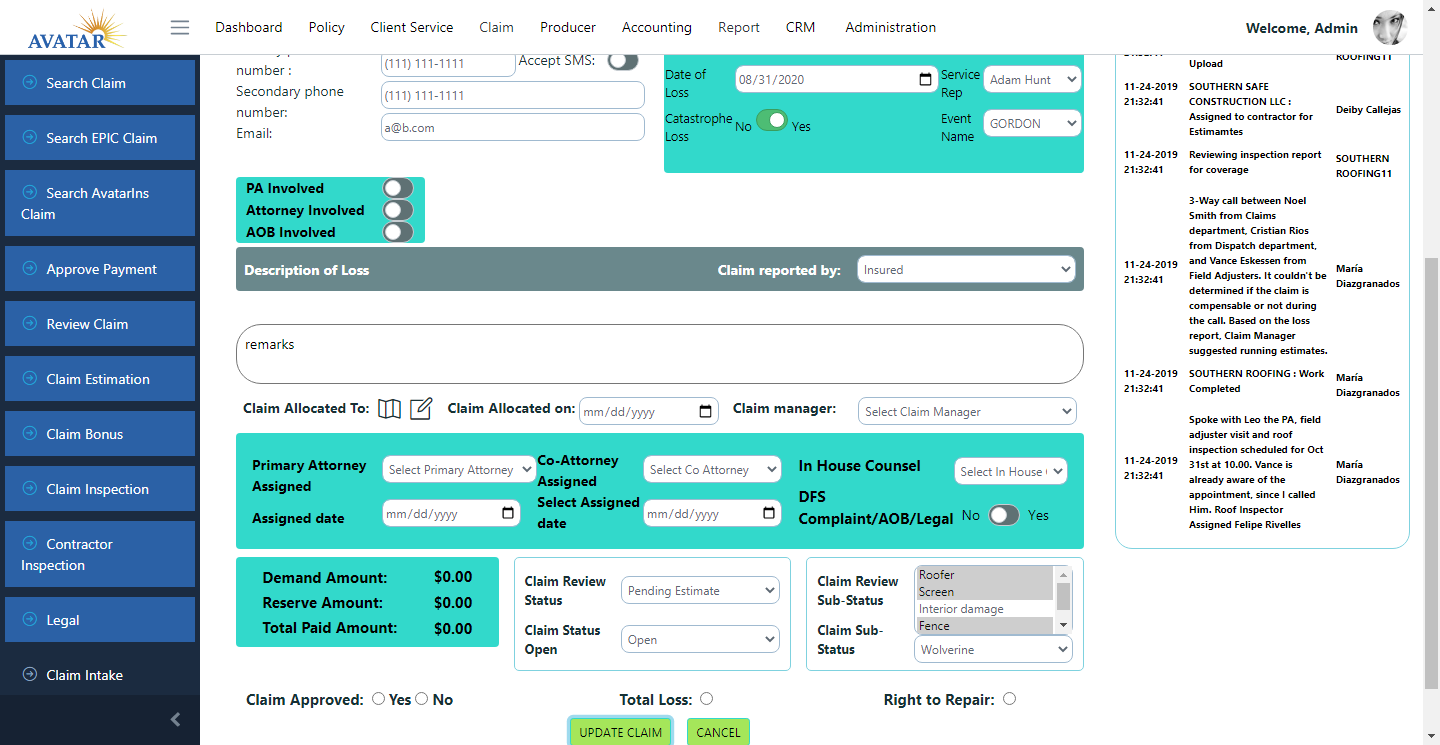 AVATAR
Dashboard Policy Client Service Claim Producer Accounting Report CRM Administration
Welcome, Admin
Search Claim
Search EPIC Claim
Search AvatarIns
Claim
Approve Payment
Review Claim
Claim Estimation
Claim Bonus
Claim Inspection
Contractor
Inspection
Legal
Claim Intake
number :
(111) 111-1111
Accept SMS:
Secondary phone
number:
(111) 111-1111
Email:
a@b.com
Date of
Loss
08/31/2020
Service
Rep
Adam Hunt
Catastrophe
Loss
No Yes
Event
Name
GORDON
PA Involved
Attorney Involved
AOB Involved
Description of Loss
Claim reported by:
Insured
remarks
Claim Allocated To:
Claim Allocated on:
mm/dd/yyyy
Claim manager:
Select Claim Manager
Primary Attorney
Assigned
Select Primary Attorney
Co-Attorney
Assigned
Select Co Attorney
In House Counsel
Select In House
Assigned date
mm/dd/yyyy
Select Assigned
date
mm/dd/yyyy
DFS
Complaint/AOB/Legal
No Yes
Demand Amount: $0.00
Reserve Amount: $0.00
Total Paid Amount: $0.00
Claim Review
Status
Pending Estimate
Claim Status
Open
Open
Claim Review
Sub-Status
Roofer
Screen
Interior damage
Fence
Claim Sub-
Status
Wolverine
Claim Approved: Yes No
Total Loss:
Right to Repair:
UPDATE CLAIM
CANCEL
Upload
ROOFING11
11-24-2019
21:32:41
SOUTHERN SAFE
CONSTRUCTION LLC :
Assigned to contractor for
Estimamtes
Deiby Callejas
11-24-2019
21:32:41
Reviewing inspection report
for coverage
SOUTHERN
ROOFING11
11-24-2019
21:32:41
3-Way call between Noel
Smith from Claims
department, Cristian Rios
from Dispatch department,
and Vance Eskessen from
Field Adjusters. It couldn't be
determined if the claim is
compensable or not during
the call. Based on the loss
report, Claim Manager
suggested running estimates.
María
Diazgranados
11-24-2019
21:32:41
SOUTHERN ROOFING : Work
Completed
María
Diazgranados
11-24-2019
21:32:41
Spoke with Leo the PA, field
adjuster visit and roof
inspection scheduled for Oct
31st at 10.00. Vance is
already aware of the
appointment, since I called
Him. Roof Inspector
Assigned Felipe Rivelles
María
Diazgranados